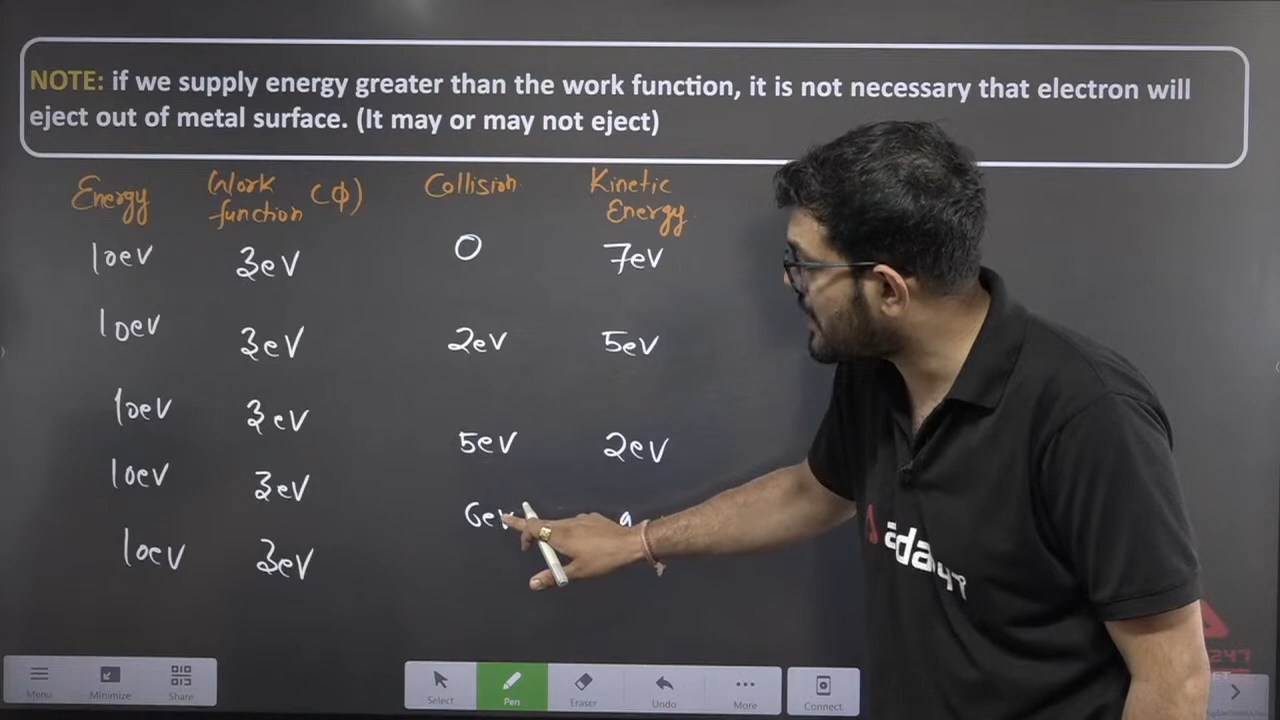 NOTE: if we supply energy greater than the work function, it is not necessary that electron will
eject out of metal surface. (It may or may not eject)
Energy Work function (Φ) Collision Kinetic Energy
10eV 3eV 0 7eV
10eV 3eV 2eV 5eV
10eV 3eV 5eV 2eV
10eV 3eV 6eV
10eV 3eV
Menu Minimize Share Select Pen Eraser Undo More Connect